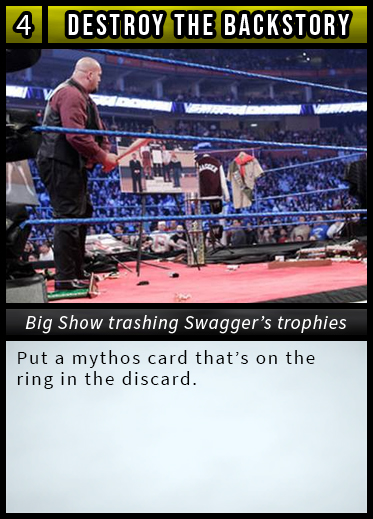 4
DESTROY THE BACKSTORY
Big Show trashing Swagger's trophies
Put a mythos card that's on the
ring in the discard.